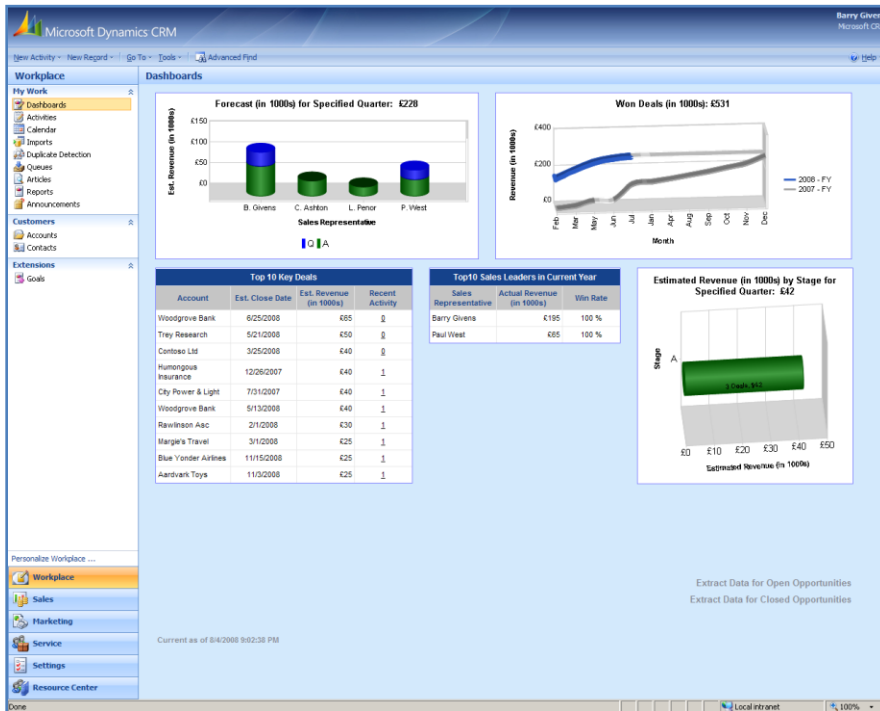 Microsoft Dynamics CRM
Barry Given
Microsoft CR
New Activity New Record Go To Tools Advanced Find Help
Workplace
My Work
Dashboards
Activities
Calendar
Imports
Duplicate Detection
Queues
Articles
Reports
Announcements
Customers
Accounts
Contacts
Extensions
Goals
Personalize Workplace ...
Workplace
Sales
Marketing
Service
Settings
Resource Center
Dashboards
Forecast (in 1000s) for Specified Quarter: £228
Est. Revenue (in 1000s)
£150
£100
£50
£0
B. Givens C. Ashton L. Penor P. West
Sales Representative
Q A
Won Deals (in 1000s): £531
Revenue (in 1000s)
£400
£200
£0
Feb Mar May Jun Jul Jan Apr Aug Sep Oct Nov Dec
Month
2008 - FY
2007 - FY
Top 10 Key Deals
Account Est. Close Date Est. Revenue (in 1000s) Recent Activity
Woodgrove Bank 6/25/2008 £65 0
Trey Research 5/21/2008 £50 0
Contoso Ltd 3/25/2008 £40 0
Humongous Insurance 12/26/2007 £40 1
City Power & Light 7/31/2007 £40 1
Woodgrove Bank 5/13/2008 £40 1
Rawlinson Aac 2/1/2008 £30 1
Margie's Travel 3/1/2008 £25 1
Blue Yonder Airlines 11/15/2008 £25 1
Aardvark Toys 11/3/2008 £25 1
Top10 Sales Leaders in Current Year
Sales Representative Actual Revenue (in 1000s) Win Rate
Barry Givens £195 100 %
Paul West £65 100 %
Estimated Revenue (in 1000s) by Stage for
Specified Quarter: £42
Stage
A
3 Deals,
£0 £10 £20 £30 £40 £50
Estimated Revenue (in 1000s)
Extract Data for Open Opportunities
Extract Data for Closed Opportunities
Current as of 8/4/2008 9:02:38 PM
Done
Local intranet
100%